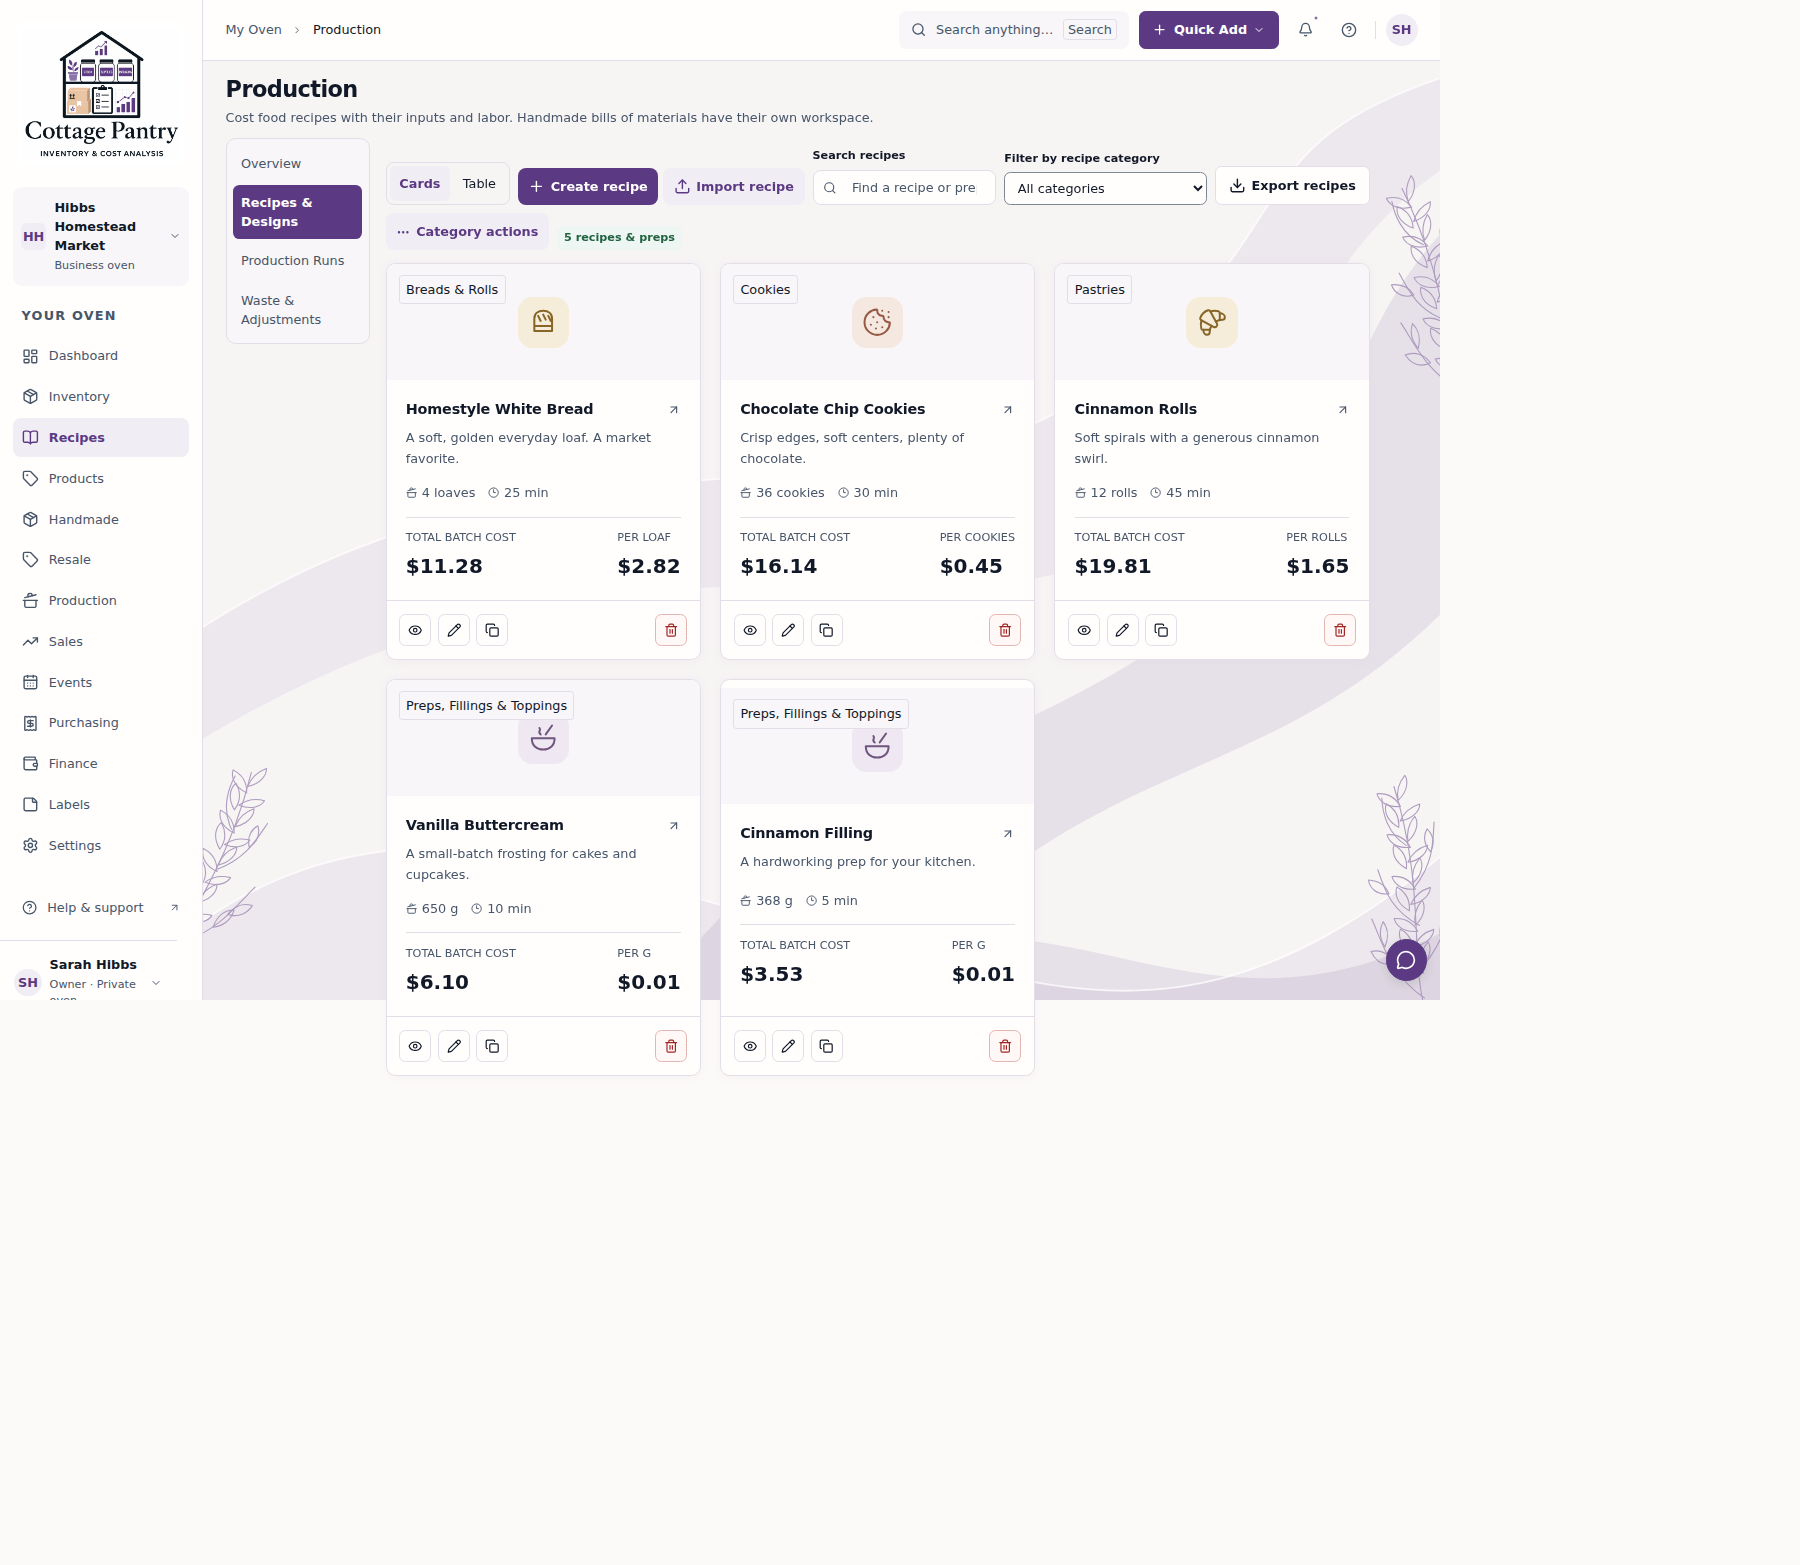 Cottage Pantry
INVENTORY & COST ANALYSIS
HH
Hibbs
Homestead
Market
Business oven
YOUR OVEN
Dashboard
Inventory
Recipes
Products
Handmade
Resale
Production
Sales
Events
Purchasing
Finance
Labels
Settings
Help & support
SH
Sarah Hibbs
Owner · Private
My Oven > Production
Search anything... Search
+ Quick Add
SH
Production
Cost food recipes with their inputs and labor. Handmade bills of materials have their own workspace.
Overview
Recipes &
Designs
Production Runs
Waste &
Adjustments
Cards Table
+ Create recipe
Import recipe
Search recipes
Find a recipe or pre
Filter by recipe category
All categories
Export recipes
··· Category actions
5 recipes & preps
Breads & Rolls
Homestyle White Bread
A soft, golden everyday loaf. A market
favorite.
4 loaves 25 min
TOTAL BATCH COST PER LOAF
$11.28 $2.82
Cookies
Chocolate Chip Cookies
Crisp edges, soft centers, plenty of
chocolate.
36 cookies 30 min
TOTAL BATCH COST PER COOKIES
$16.14 $0.45
Pastries
Cinnamon Rolls
Soft spirals with a generous cinnamon
swirl.
12 rolls 45 min
TOTAL BATCH COST PER ROLLS
$19.81 $1.65
Preps, Fillings & Toppings
Vanilla Buttercream
A small-batch frosting for cakes and
cupcakes.
650 g 10 min
TOTAL BATCH COST PER G
$6.10 $0.01
Preps, Fillings & Toppings
Cinnamon Filling
A hardworking prep for your kitchen.
368 g 5 min
TOTAL BATCH COST PER G
$3.53 $0.01